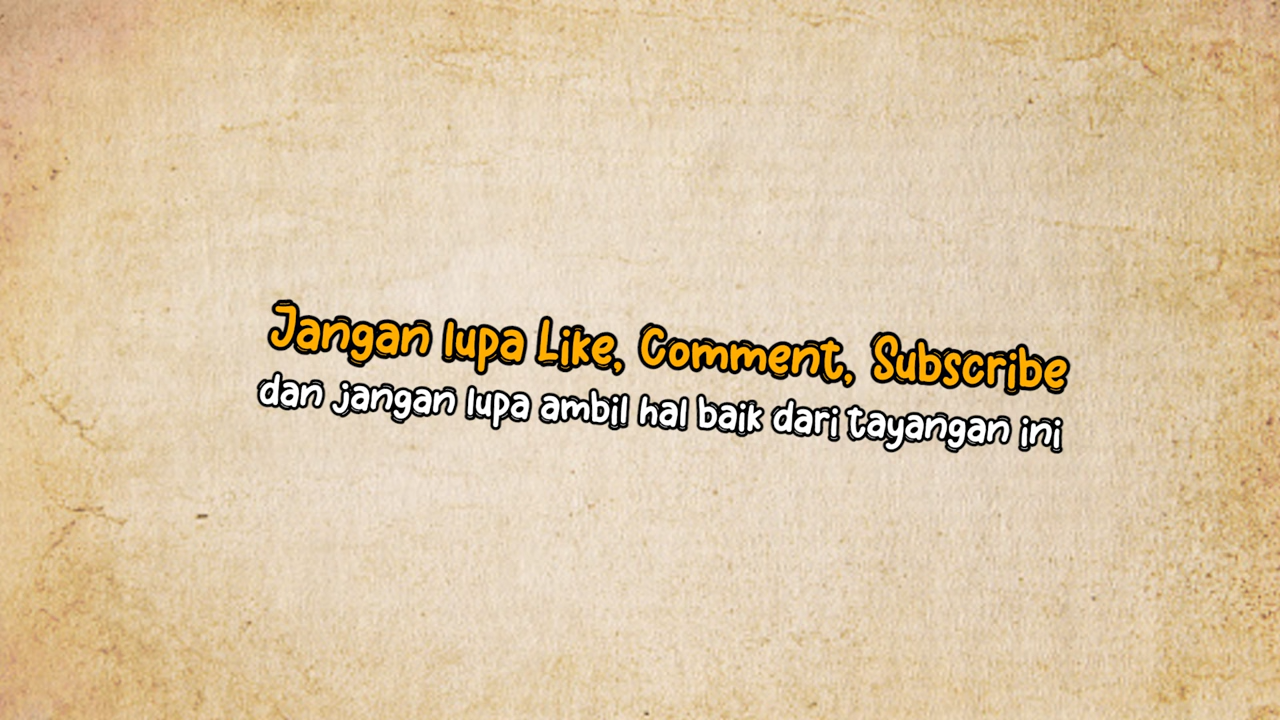 Jangan lupa Like, Comment, Subscribe
dan jangan lupa ambil hal baik dari tayangan ini